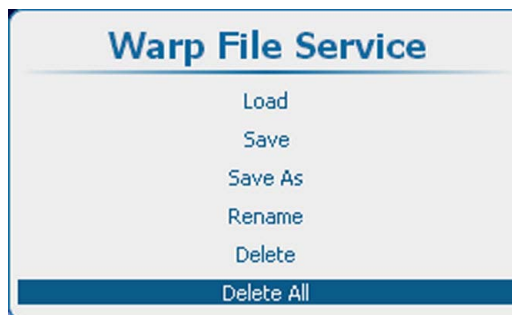 Warp File Service
Load
Save
Save As
Rename
Delete
Delete All